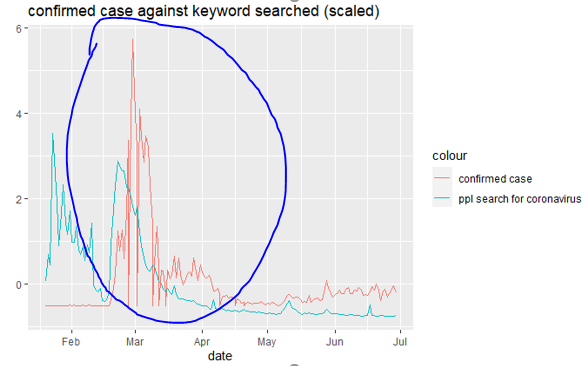 confirmed case against keyword searched (scaled)
6
4
2
0
Feb Mar Apr May Jun Jul
date
colour
confirmed case
ppl search for coronavirus